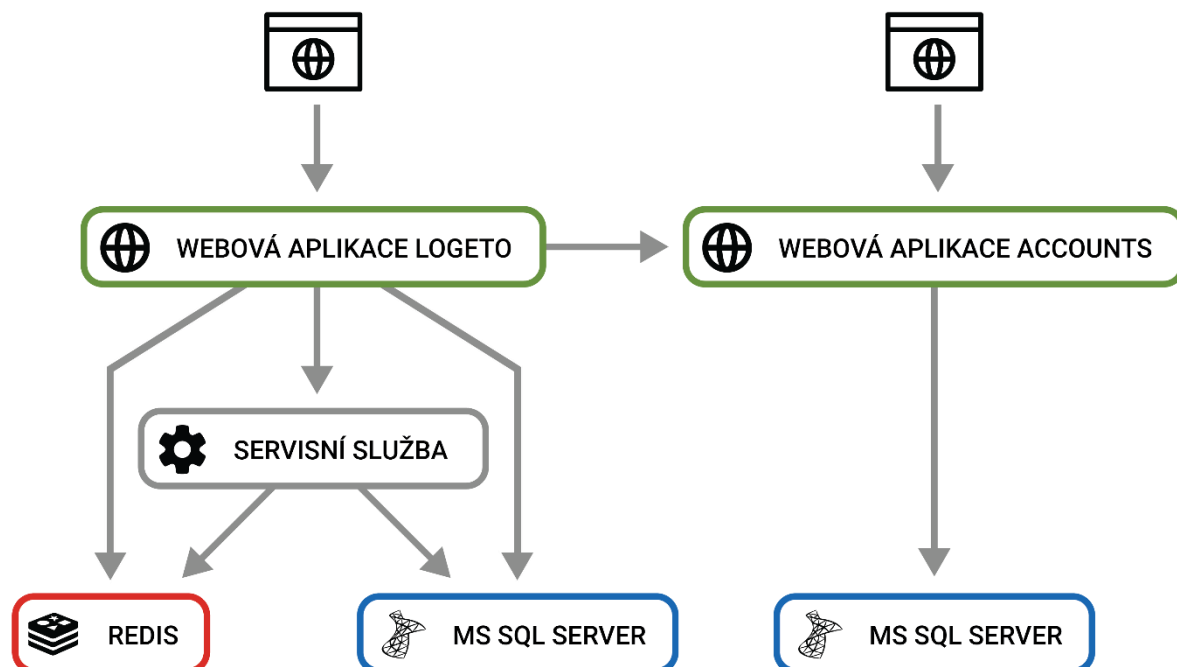 WEBOVÁ APLIKACE LOGETO
WEBOVÁ APLIKACE ACCOUNTS
SERVISNÍ SLUŽBA
REDIS
MS SQL SERVER
MS SQL SERVER